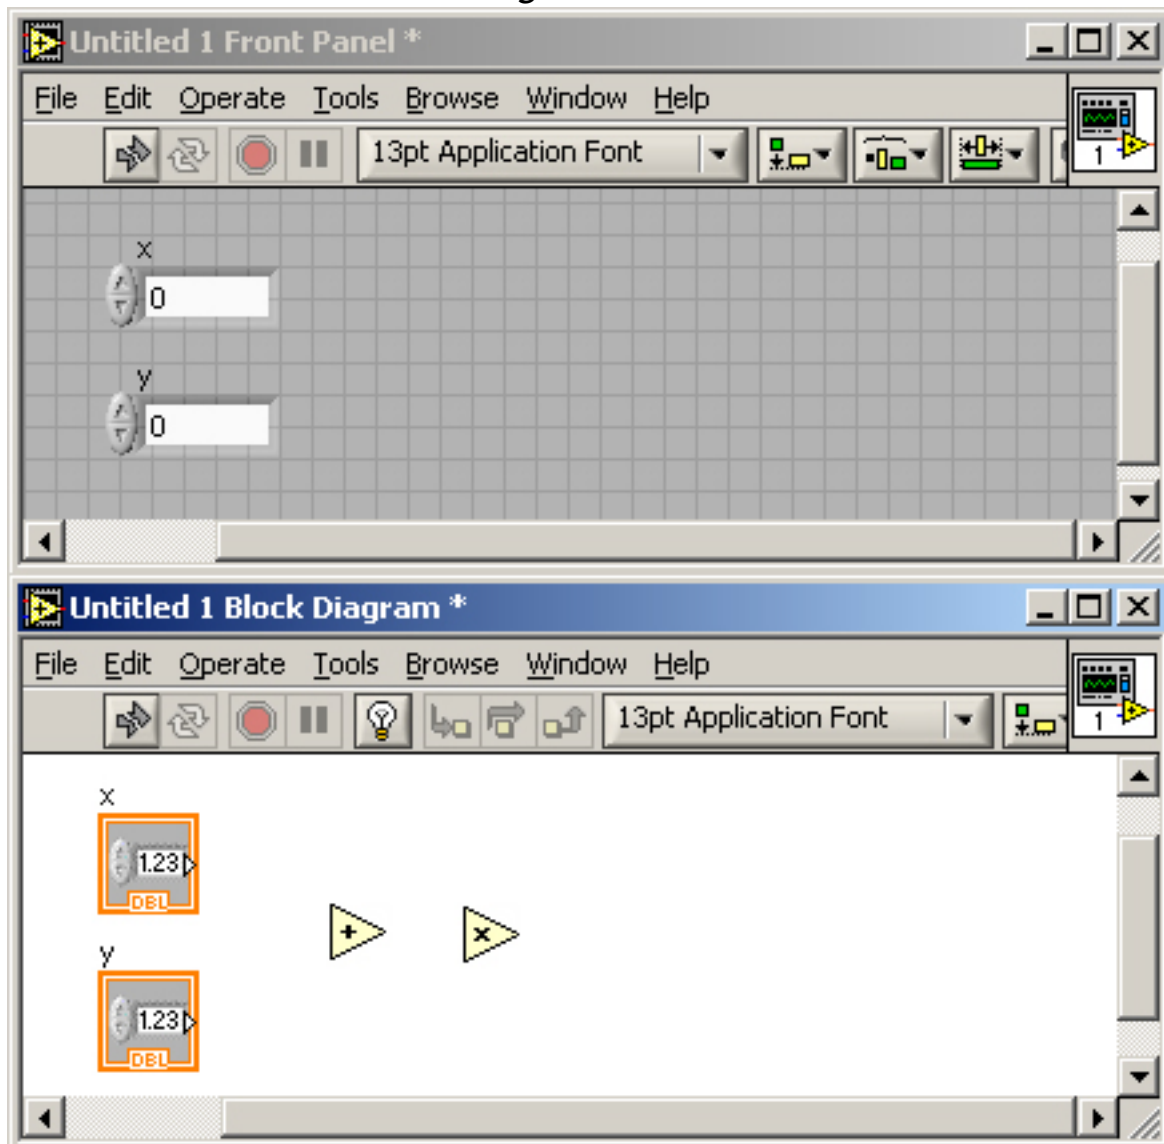 Untitled 1 Front Panel *
File Edit Operate Tools Browse Window Help
13pt Application Font
1
x
0
y
0
Untitled 1 Block Diagram *
File Edit Operate Tools Browse Window Help
13pt Application Font
1
x
1.23
DBL
+ x
y
1.23
DBL